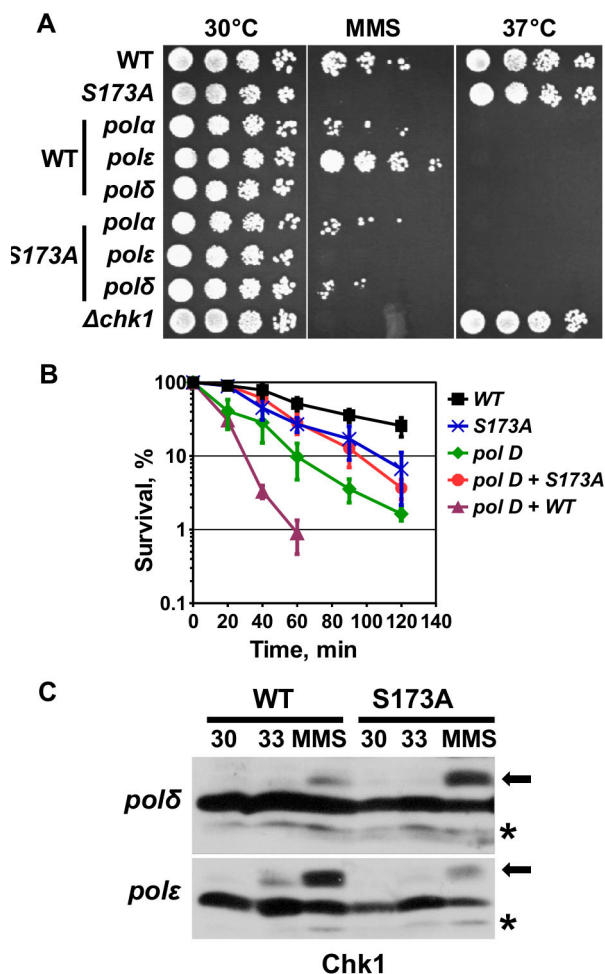 A
30°C MMS 37°C
WT
S173A
WT
polα
polε
polδ
S173A
polα
polε
polδ
Δchk1
B
100
10
1
0.1
Survival, %
0 20 40 60 80 100 120 140
Time, min
WT
S173A
pol D
pol D + S173A
pol D + WT
C
WT S173A
30 33 MMS 30 33 MMS
polδ
*
polε
*
Chk1